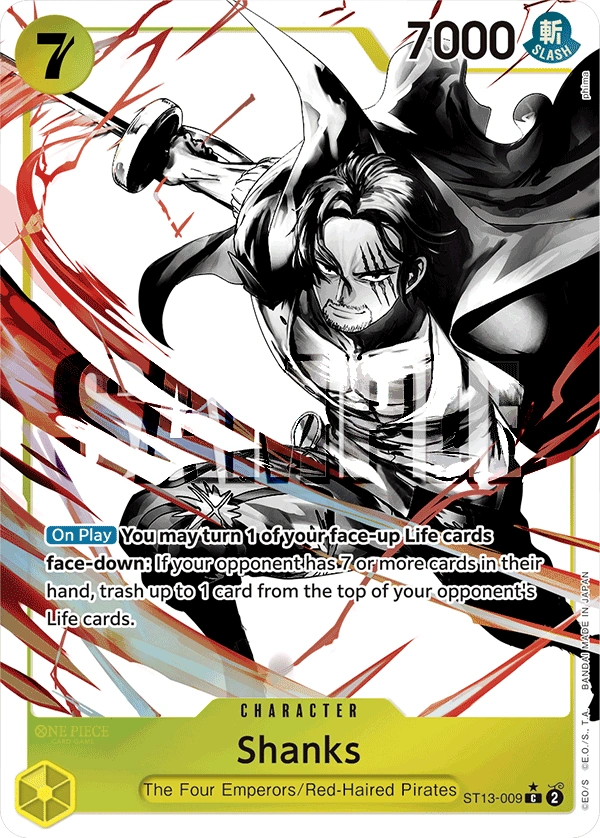 7
7000
斬
SLASH
phima
SAMPLE
On Play You may turn 1 of your face-up Life cards
face-down: If your opponent has 7 or more cards in their
hand, trash up to 1 card from the top of your opponent's
Life cards.
©E.O/S ©E.O./S., T.A. BANDAI MADE IN JAPAN
CHARACTER
ONE PIECE
CARD GAME
Shanks
The Four Emperors/Red-Haired Pirates
ST13-009 ★ C 2